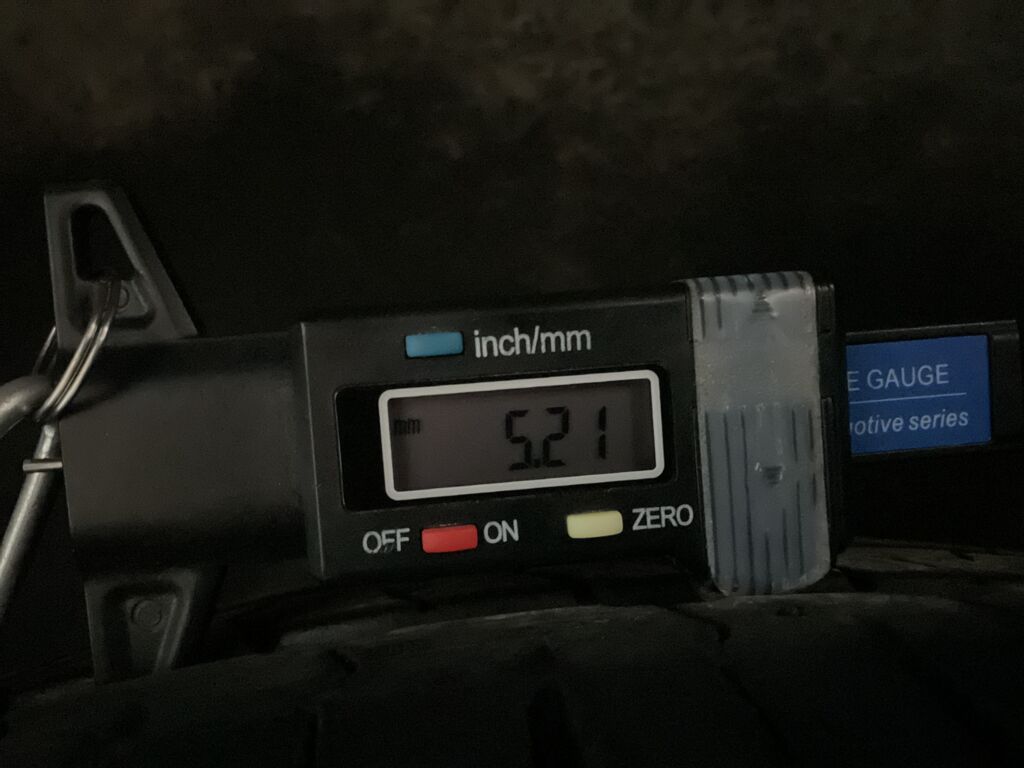 inch/mm
mm 5.21
OFF ON ZERO
E GAUGE
otive series